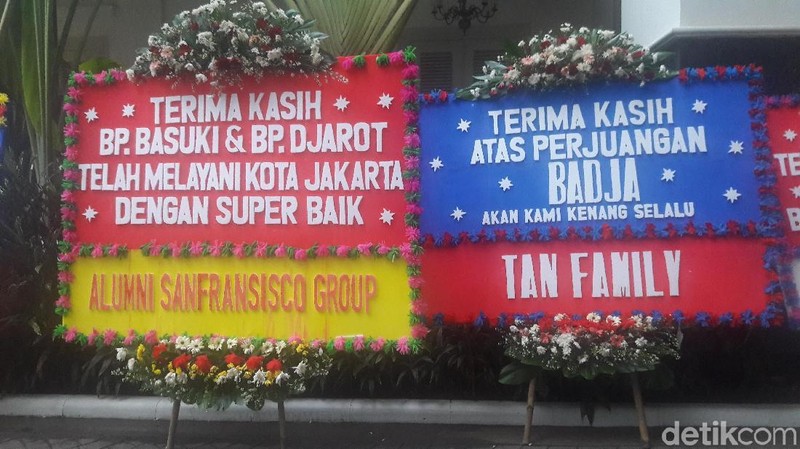 TERIMA KASIH
BP. BASUKI & BP. DJAROT
TELAH MELAYANI KOTA JAKARTA
DENGAN SUPER BAIK
ALUMNI SANFRANSISCO GROUP
TERIMA KASIH
ATAS PERJUANGAN
BADJA
AKAN KAMI KENANG SELALU
TAN FAMILY
detikcom